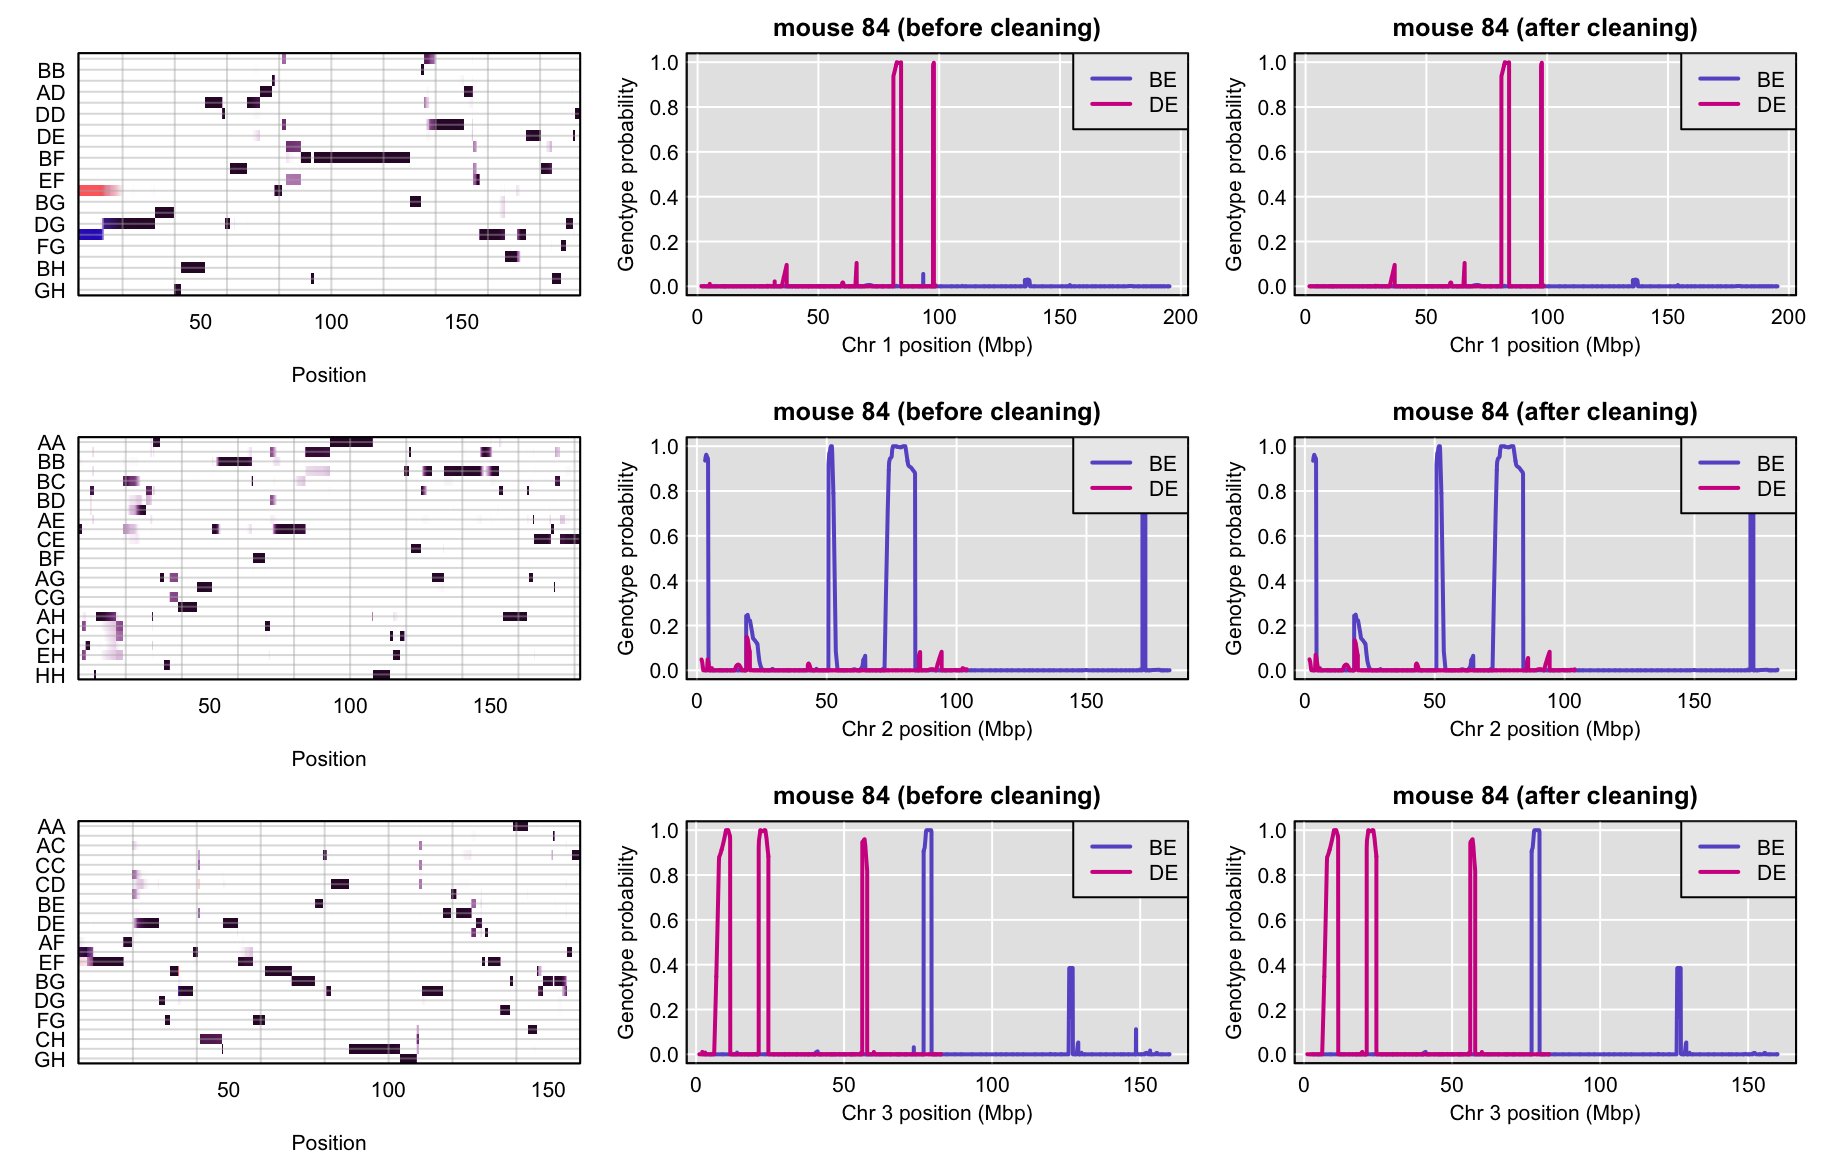 BB
AD
DD
DE
BF
EF
BG
DG
FG
BH
GH
50 100 150
Position
mouse 84 (before cleaning)
Genotype probability
1.0
0.8
0.6
0.4
0.2
0.0
BE
DE
0 50 100 150 200
Chr 1 position (Mbp)
mouse 84 (after cleaning)
Genotype probability
1.0
0.8
0.6
0.4
0.2
0.0
BE
DE
0 50 100 150 200
Chr 1 position (Mbp)
AA
BB
BC
BD
AE
CE
BF
AG
CG
AH
CH
EH
HH
50 100 150
Position
mouse 84 (before cleaning)
Genotype probability
1.0
0.8
0.6
0.4
0.2
0.0
BE
DE
0 50 100 150
Chr 2 position (Mbp)
mouse 84 (after cleaning)
Genotype probability
1.0
0.8
0.6
0.4
0.2
0.0
BE
DE
0 50 100 150
Chr 2 position (Mbp)
AA
AC
CC
CD
BE
DE
AF
EF
BG
DG
FG
CH
GH
50 100 150
Position
mouse 84 (before cleaning)
Genotype probability
1.0
0.8
0.6
0.4
0.2
0.0
BE
DE
0 50 100 150
Chr 3 position (Mbp)
mouse 84 (after cleaning)
Genotype probability
1.0
0.8
0.6
0.4
0.2
0.0
BE
DE
0 50 100 150
Chr 3 position (Mbp)